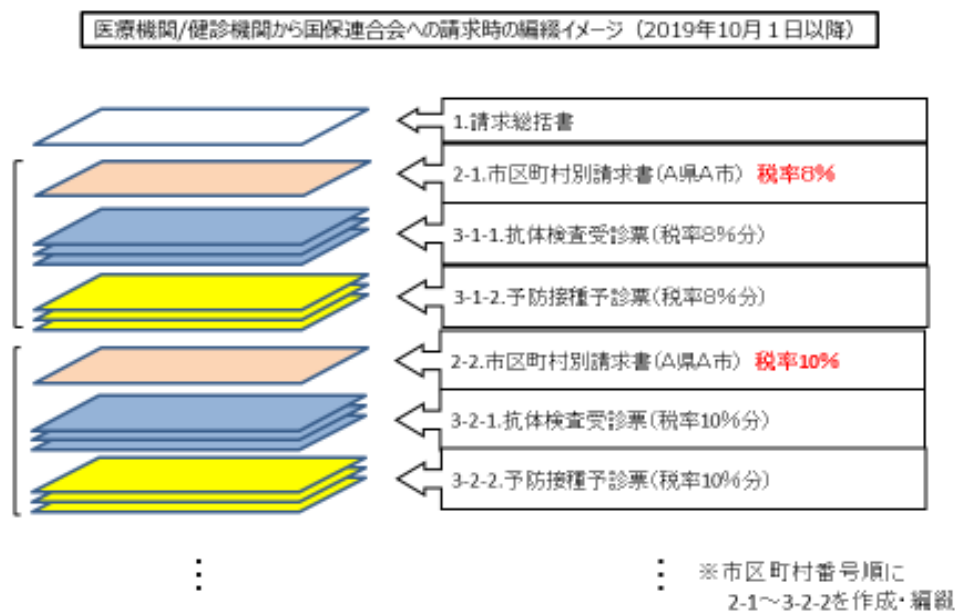 医療機関/健診機関から国保連合会への請求時の編綴イメージ（2019年10月1日以降）
1.請求総括書
2-1.市区町村別請求書(A県A市) 税率8%
3-1-1.抗体検査受診票(税率8%分)
3-1-2.予防接種予診票(税率8%分)
2-2.市区町村別請求書(A県A市) 税率10%
3-2-1.抗体検査受診票(税率10%分)
3-2-2.予防接種予診票(税率10%分)
※市区町村番号順に
2-1～3-2-2を作成・編綴